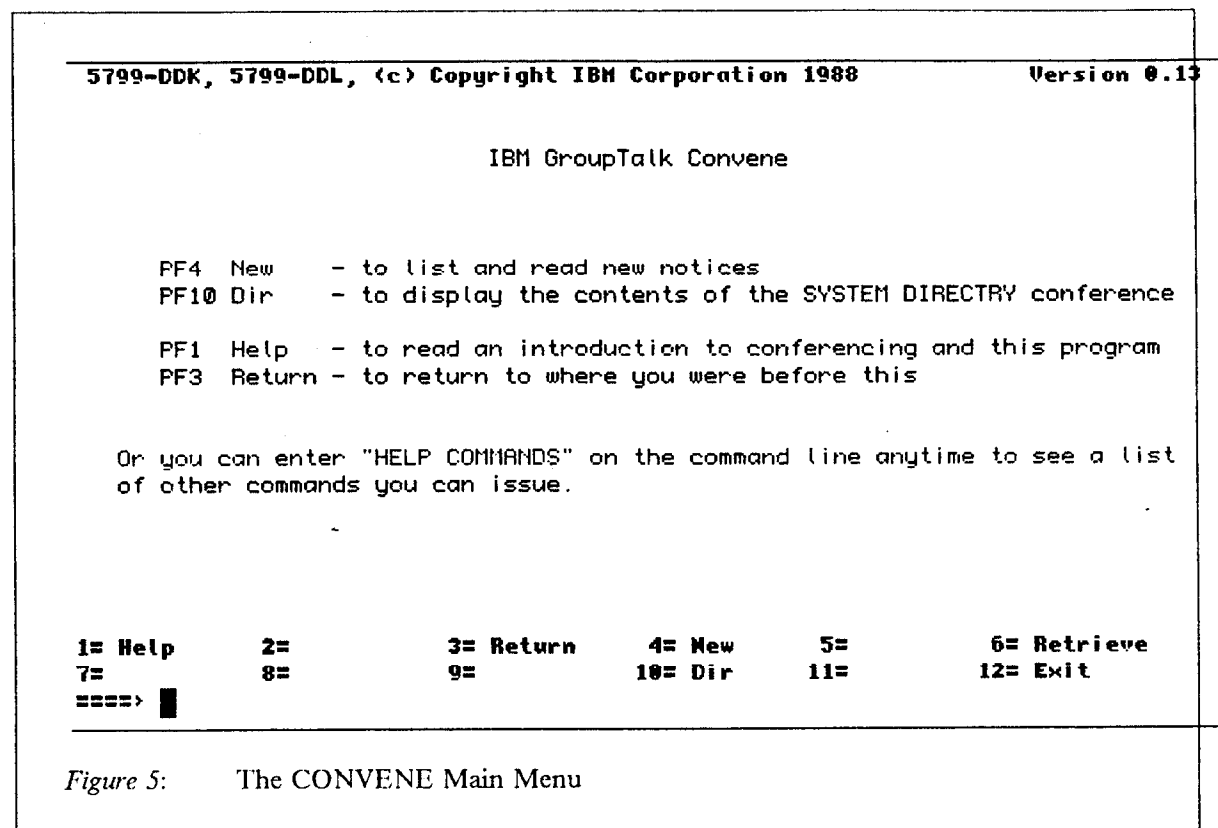 5799-DDK, 5799-DDL, (c) Copyright IBM Corporation 1988 Version 0.13
IBM GroupTalk Convene
PF4 New - to list and read new notices
PF10 Dir - to display the contents of the SYSTEM DIRECTRY conference
PF1 Help - to read an introduction to conferencing and this program
PF3 Return - to return to where you were before this
Or you can enter "HELP COMMANDS" on the command line anytime to see a list
of other commands you can issue.
1= Help 2= 3= Return 4= New 5= 6= Retrieve
7= 8= 9= 10= Dir 11= 12= Exit
====>
Figure 5: The CONVENE Main Menu